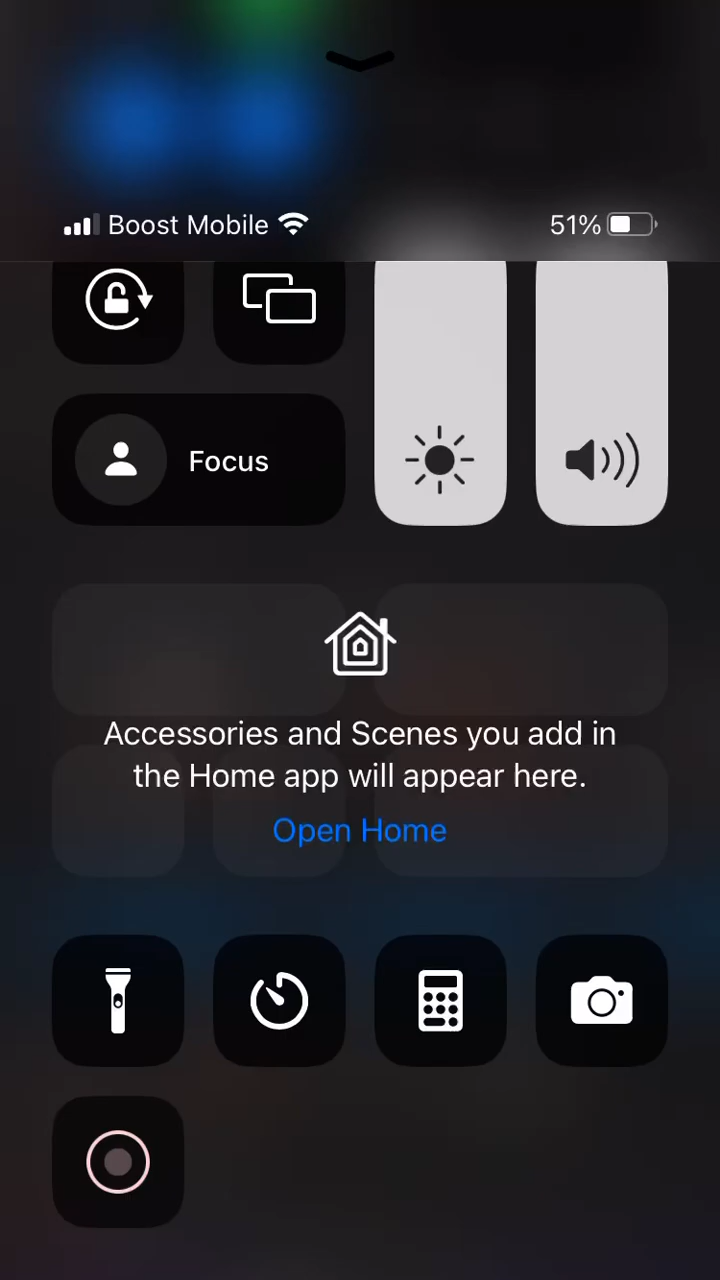 Boost Mobile 51%
Focus
Accessories and Scenes you add in
the Home app will appear here.
Open Home